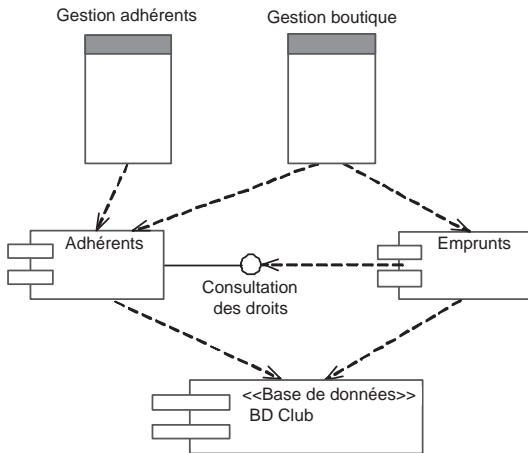 Gestion adhérents
Gestion boutique
Adhérents
Emprunts
Consultation
des droits
<<Base de données>>
BD Club